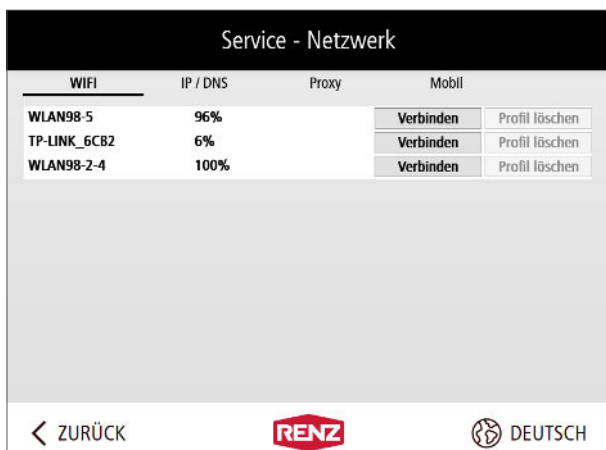 Service - Netzwerk
WIFI IP / DNS Proxy Mobil
WLAN98-5 96% Verbinden Profil löschen
TP-LINK_6CB2 6% Verbinden Profil löschen
WLAN98-2-4 100% Verbinden Profil löschen
ZURÜCK RENZ DEUTSCH